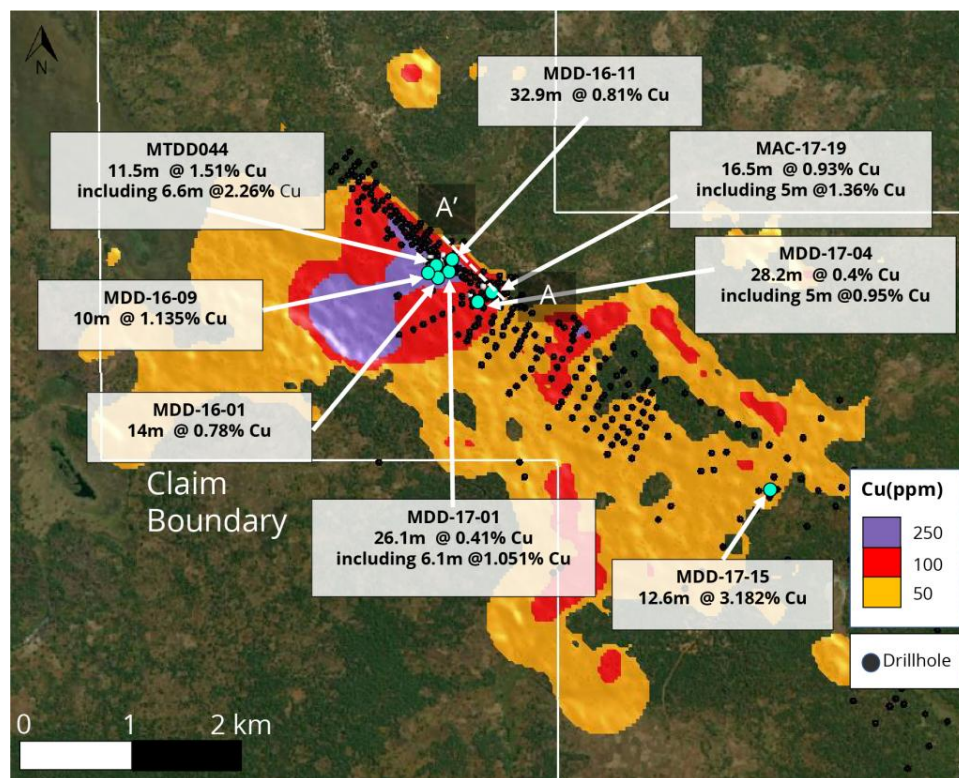 N
MDD-16-11
32.9m @ 0.81% Cu
MTDD044
11.5m @ 1.51% Cu
including 6.6m @2.26% Cu
MAC-17-19
16.5m @ 0.93% Cu
including 5m @1.36% Cu
A’
MDD-17-04
28.2m @ 0.4% Cu
including 5m @0.95% Cu
A
MDD-16-09
10m @ 1.135% Cu
MDD-16-01
14m @ 0.78% Cu
Claim
Boundary
MDD-17-01
26.1m @ 0.41% Cu
including 6.1m @1.051% Cu
MDD-17-15
12.6m @ 3.182% Cu
Cu(ppm)
250
100
50
Drillhole
0 1 2 km